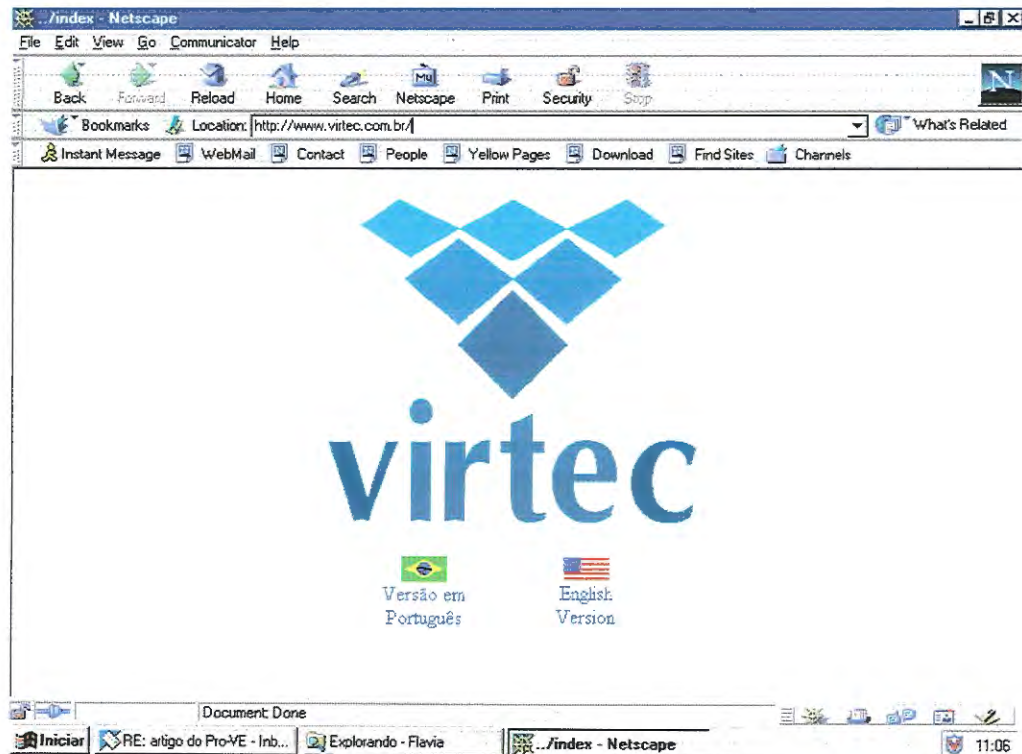 ../index - Netscape
File Edit View Go Communicator Help
My
N
Back Forward Reload Home Search Netscape Print Security Stop
Bookmarks Location: http://www.virtec.com.br/ What's Related
Instant Message WebMail Contact People Yellow Pages Download Find Sites Channels
virtec
Versão em
Português
English
Version
Document: Done
Iniciar RE: artigo do Pro-VE - Inb... Explorando - Flavia ../index - Netscape 11:06